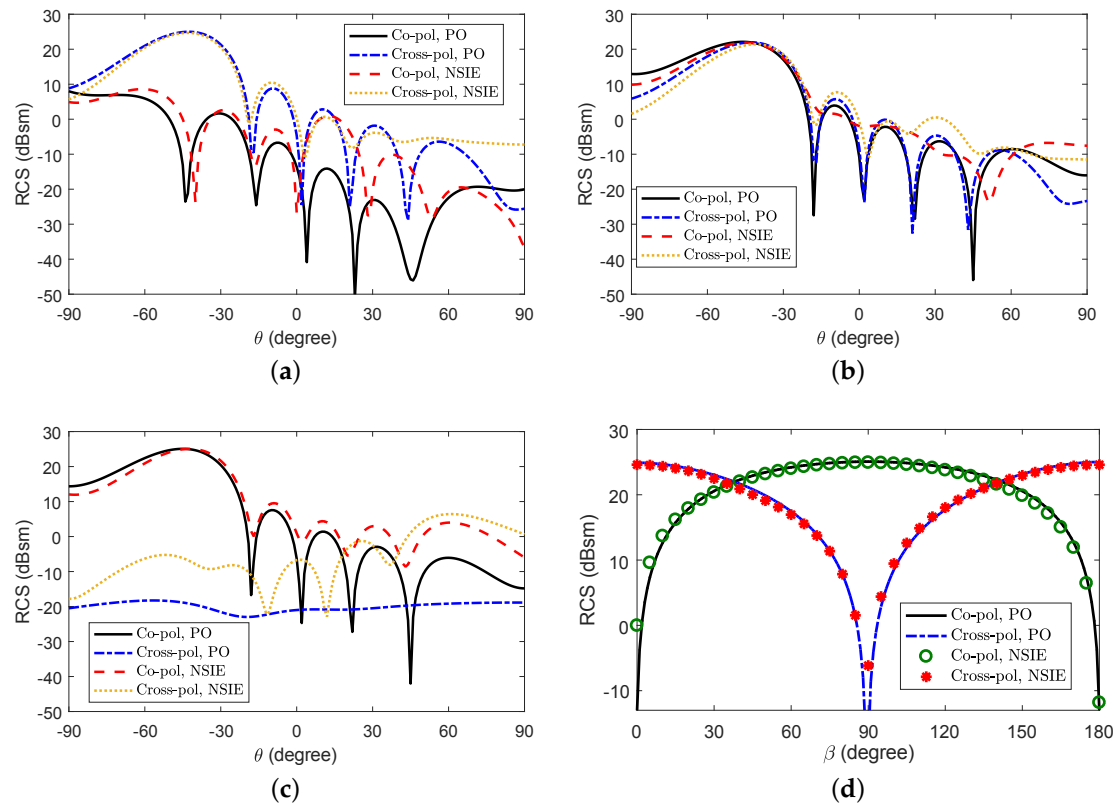 30
20
10
0
-10
-20
-30
-40
-50
RCS (dBsm)
-90 -60 -30 0 30 60 90
θ (degree)
Co-pol, PO
Cross-pol, PO
Co-pol, NSIE
Cross-pol, NSIE
(a)
30
20
10
0
-10
-20
-30
-40
-50
RCS (dBsm)
-90 -60 -30 0 30 60 90
θ (degree)
Co-pol, PO
Cross-pol, PO
Co-pol, NSIE
Cross-pol, NSIE
(b)
30
20
10
0
-10
-20
-30
-40
-50
RCS (dBsm)
-90 -60 -30 0 30 60 90
θ (degree)
Co-pol, PO
Cross-pol, PO
Co-pol, NSIE
Cross-pol, NSIE
(c)
30
20
10
0
-10
RCS (dBsm)
0 30 60 90 120 150 180
β (degree)
Co-pol, PO
Cross-pol, PO
Co-pol, NSIE
Cross-pol, NSIE
(d)